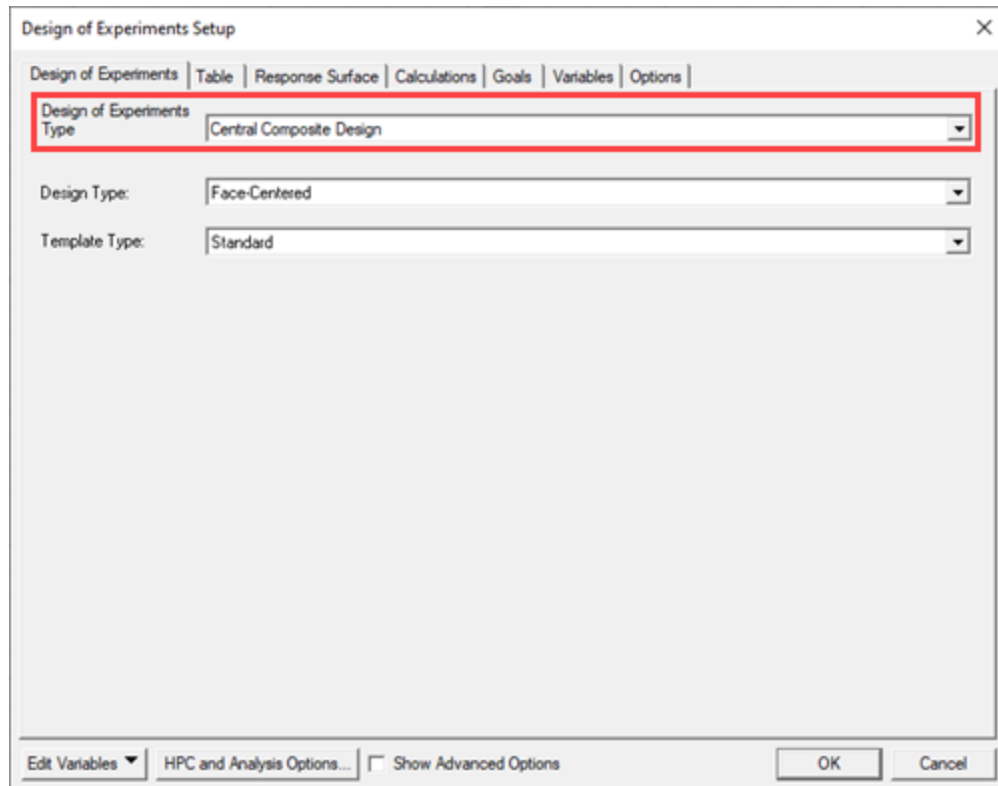 Design of Experiments Setup
Design of Experiments Table Response Surface Calculations Goals Variables Options
Design of Experiments
Type
Central Composite Design
Design Type: Face-Centered
Template Type: Standard
Edit Variables HPC and Analysis Options... Show Advanced Options OK Cancel